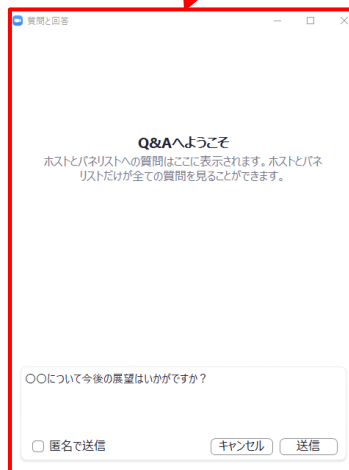 質問と回答
Q&Aへようこそ
ホストとパネリストへの質問はここに表示されます。ホストとパネ
リストだけが全ての質問を見ることができます。
〇〇について今後の展望はいかがですか？
匿名で送信
キャンセル
送信